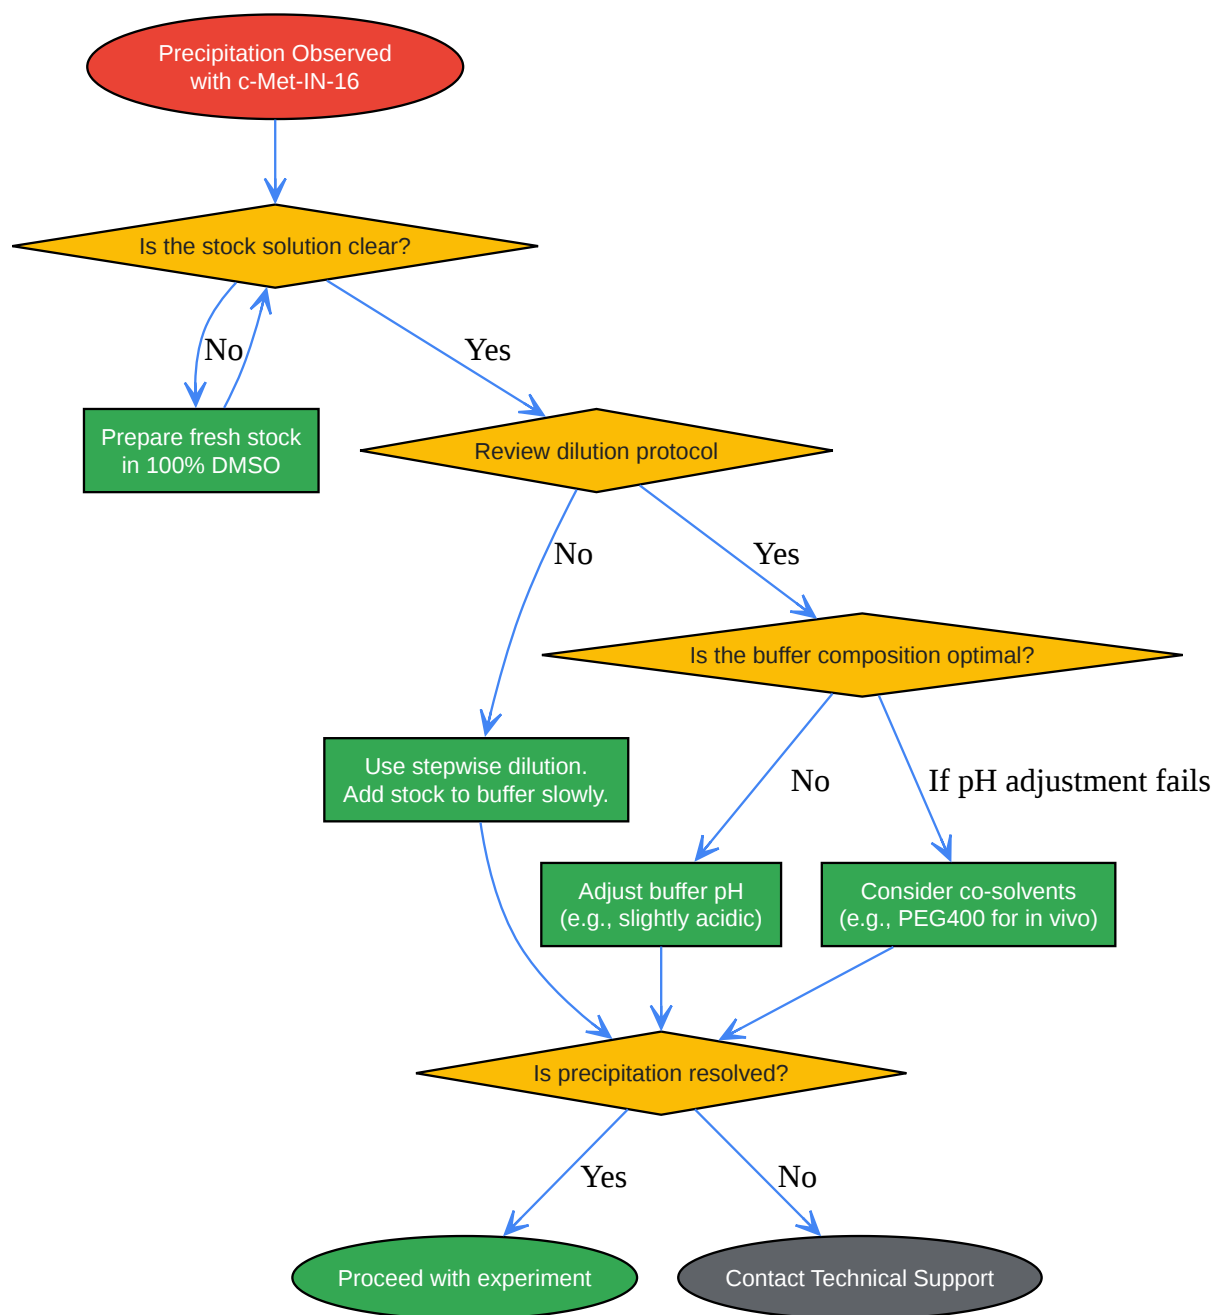 Precipitation Observed
with c-Met-IN-16
Is the stock solution clear?
No
Yes
Prepare fresh stock
in 100% DMSO
Review dilution protocol
No
Yes
Is the buffer composition optimal?
Use stepwise dilution.
Add stock to buffer slowly.
No
If pH adjustment fails
Adjust buffer pH
(e.g., slightly acidic)
Consider co-solvents
(e.g., PEG400 for in vivo)
Is precipitation resolved?
Yes
No
Proceed with experiment
Contact Technical Support